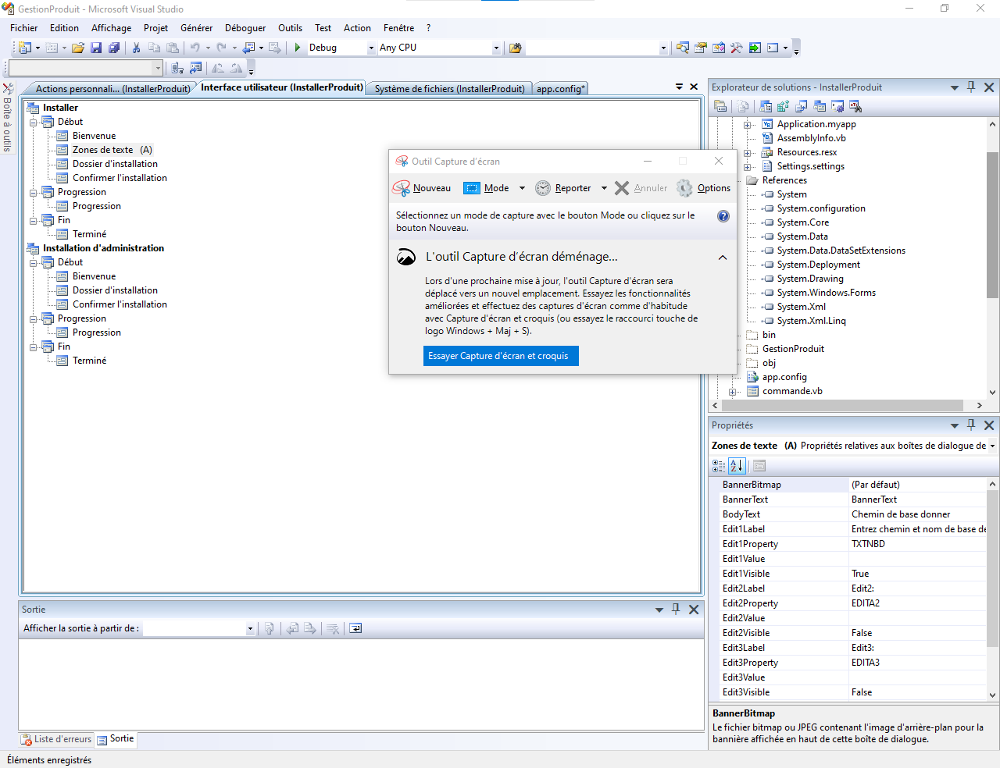 GestionProduit - Microsoft Visual Studio
Fichier Edition Affichage Projet Générer Déboguer Outils Test Action Fenêtre ?
Debug Any CPU
Actions personnali... (InstallerProduit) Interface utilisateur (InstallerProduit) Système de fichiers (InstallerProduit) app.config*
Boîte à outils
Installer
Début
Bienvenue
Zones de texte (A)
Dossier d'installation
Confirmer l'installation
Progression
Progression
Fin
Terminé
Installation d'administration
Début
Bienvenue
Dossier d'installation
Confirmer l'installation
Progression
Progression
Fin
Terminé
Outil Capture d'écran
Nouveau Mode Reporter Annuler Options
Sélectionnez un mode de capture avec le bouton Mode ou cliquez sur le
bouton Nouveau.
L'outil Capture d'écran déménage...
Lors d'une prochaine mise à jour, l'outil Capture d'écran sera
déplacé vers un nouvel emplacement. Essayez les fonctionnalités
améliorées et effectuez des captures d'écran comme d'habitude
avec Capture d'écran et croquis (ou essayez le raccourci touche de
logo Windows + Maj + S).
Essayer Capture d'écran et croquis
Explorateur de solutions - InstallerProduit
Application.myapp
AssemblyInfo.vb
Resources.resx
Settings.settings
References
System
System.configuration
System.Core
System.Data
System.Data.DataSetExtensions
System.Deployment
System.Drawing
System.Windows.Forms
System.Xml
System.Xml.Linq
bin
GestionProduit
obj
app.config
commande.vb
Propriétés
Zones de texte (A) Propriétés relatives aux boîtes de dialogue de
BannerBitmap (Par défaut)
BannerText BannerText
BodyText Chemin de base donner
Edit1Label Entrez chemin et nom de base de
Edit1Property TXTNBD
Edit1Value
Edit1Visible True
Edit2Label Edit2:
Edit2Property EDITA2
Edit2Value
Edit2Visible False
Edit3Label Edit3:
Edit3Property EDITA3
Edit3Value
Edit3Visible False
BannerBitmap
Le fichier bitmap ou JPEG contenant l'image d'arrière-plan pour la
bannière affichée en haut de cette boîte de dialogue.
Sortie
Afficher la sortie à partir de :
Liste d'erreurs Sortie
Éléments enregistrés